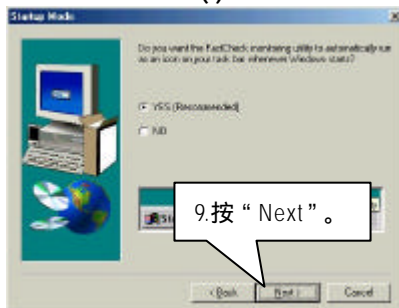 Startup Mode
Do you want the FastCheck monitoring utility to automatically run
as an icon on your task bar whenever Windows starts?
YES (Recommended)
NO
9.按“Next”。
< Back
Next >
Cancel